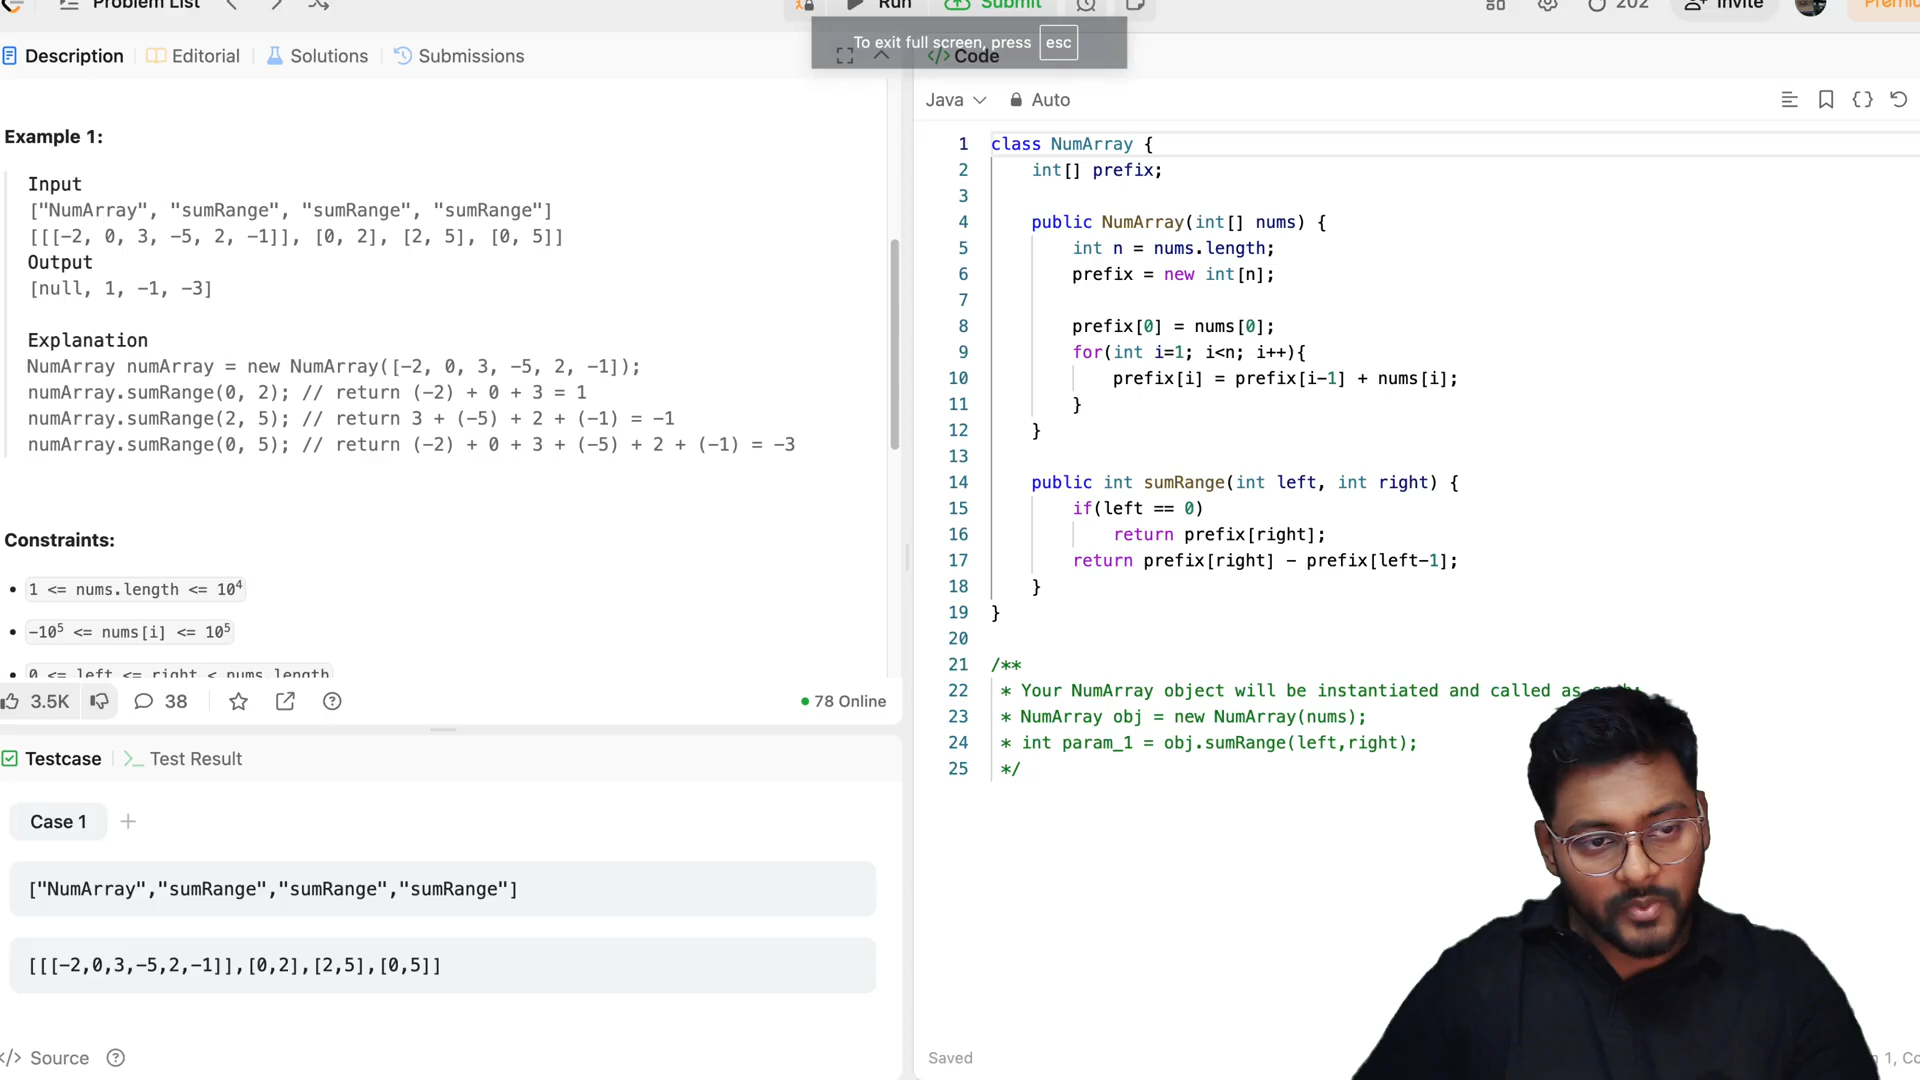 Problem List
Run
Submit
202
Invite
To exit full screen, press esc
Description
Editorial
Solutions
Submissions
</> Code
Java
Auto
Example 1:
Input
["NumArray", "sumRange", "sumRange", "sumRange"]
[[[-2, 0, 3, -5, 2, -1]], [0, 2], [2, 5], [0, 5]]
Output
[null, 1, -1, -3]
Explanation
NumArray numArray = new NumArray([-2, 0, 3, -5, 2, -1]);
numArray.sumRange(0, 2); // return (-2) + 0 + 3 = 1
numArray.sumRange(2, 5); // return 3 + (-5) + 2 + (-1) = -1
numArray.sumRange(0, 5); // return (-2) + 0 + 3 + (-5) + 2 + (-1) = -3
Constraints:
• 1 <= nums.length <= 10⁴
• -10⁵ <= nums[i] <= 10⁵
• 0 <= left <= right < nums.length
3.5K
38
78 Online
Testcase
Test Result
Case 1
["NumArray","sumRange","sumRange","sumRange"]
[[[-2,0,3,-5,2,-1]],[0,2],[2,5],[0,5]]
</> Source
1 class NumArray {
2 int[] prefix;
3
4 public NumArray(int[] nums) {
5 int n = nums.length;
6 prefix = new int[n];
7
8 prefix[0] = nums[0];
9 for(int i=1; i<n; i++){
10 prefix[i] = prefix[i-1] + nums[i];
11 }
12 }
13
14 public int sumRange(int left, int right) {
15 if(left == 0)
16 return prefix[right];
17 return prefix[right] - prefix[left-1];
18 }
19 }
20
21 /**
22 * Your NumArray object will be instantiated and called as such:
23 * NumArray obj = new NumArray(nums);
24 * int param_1 = obj.sumRange(left,right);
25 */
Saved